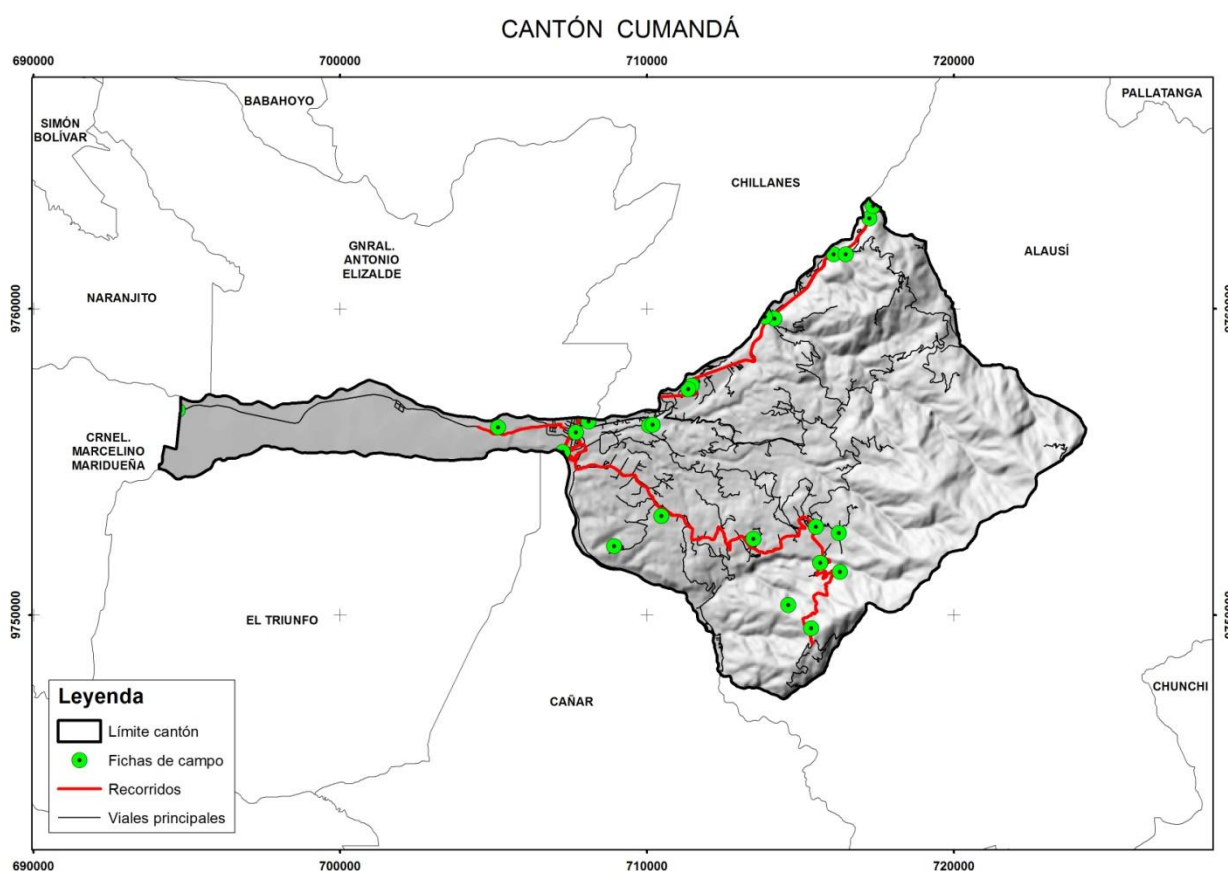 CANTÓN CUMANDÁ
690000
700000
710000
720000
PALLATANGA
BABAHOYO
SIMÓN
BOLÍVAR
CHILLANES
GNRAL.
ANTONIO
ELIZALDE
ALAUSÍ
NARANJITO
9760000
9760000
CRNEL.
MARCELINO
MARIDUEÑA
EL TRIUNFO
9750000
9750000
CAÑAR
CHUNCHI
Leyenda
Límite cantón
Fichas de campo
Recorridos
Viales principales
690000
700000
710000
720000